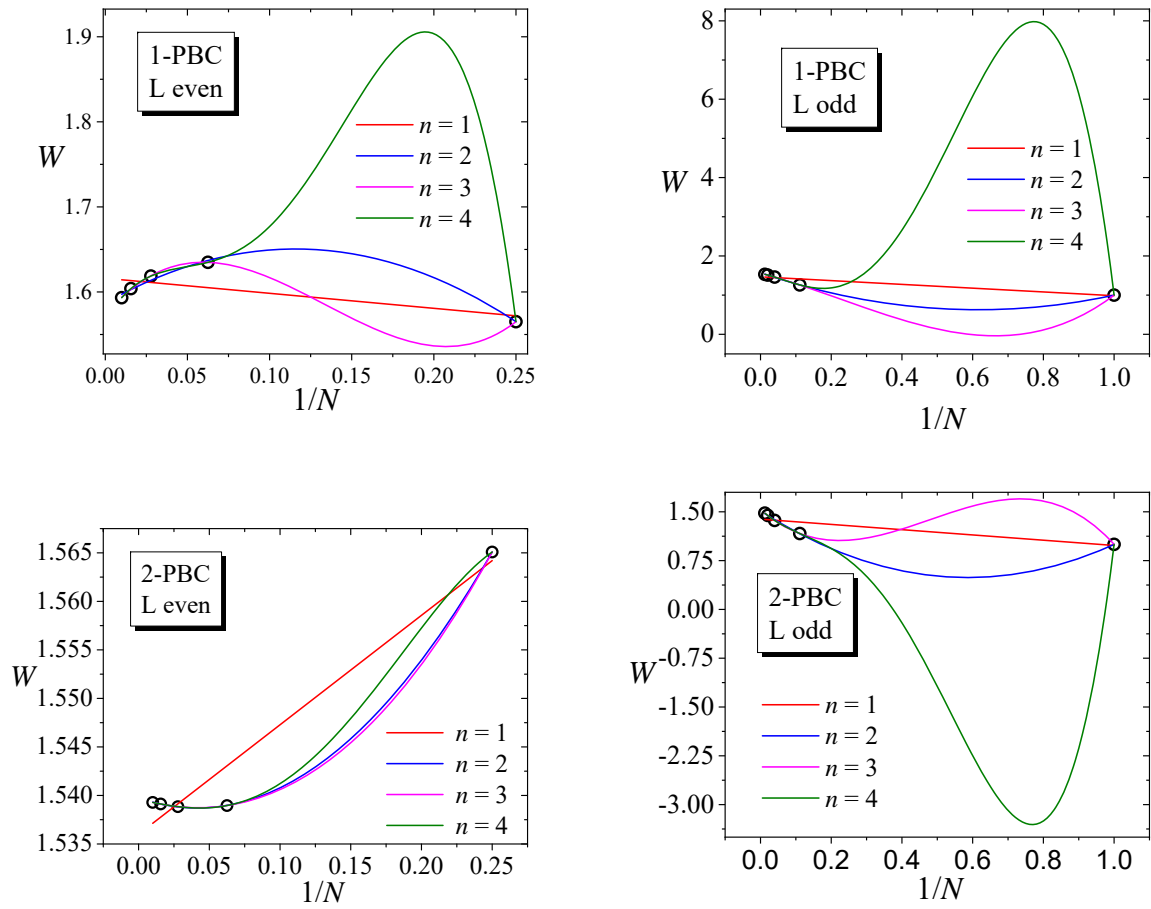 1-PBC
L even
n = 1
n = 2
n = 3
n = 4
W
1.9
1.8
1.7
1.6
0.00 0.05 0.10 0.15 0.20 0.25
1/N
1-PBC
L odd
n = 1
n = 2
n = 3
n = 4
W
8
6
4
2
0
0.0 0.2 0.4 0.6 0.8 1.0
1/N
2-PBC
L even
n = 1
n = 2
n = 3
n = 4
W
1.565
1.560
1.555
1.550
1.545
1.540
1.535
0.00 0.05 0.10 0.15 0.20 0.25
1/N
2-PBC
L odd
n = 1
n = 2
n = 3
n = 4
W
1.50
0.75
0.00
-0.75
-1.50
-2.25
-3.00
0.0 0.2 0.4 0.6 0.8 1.0
1/N